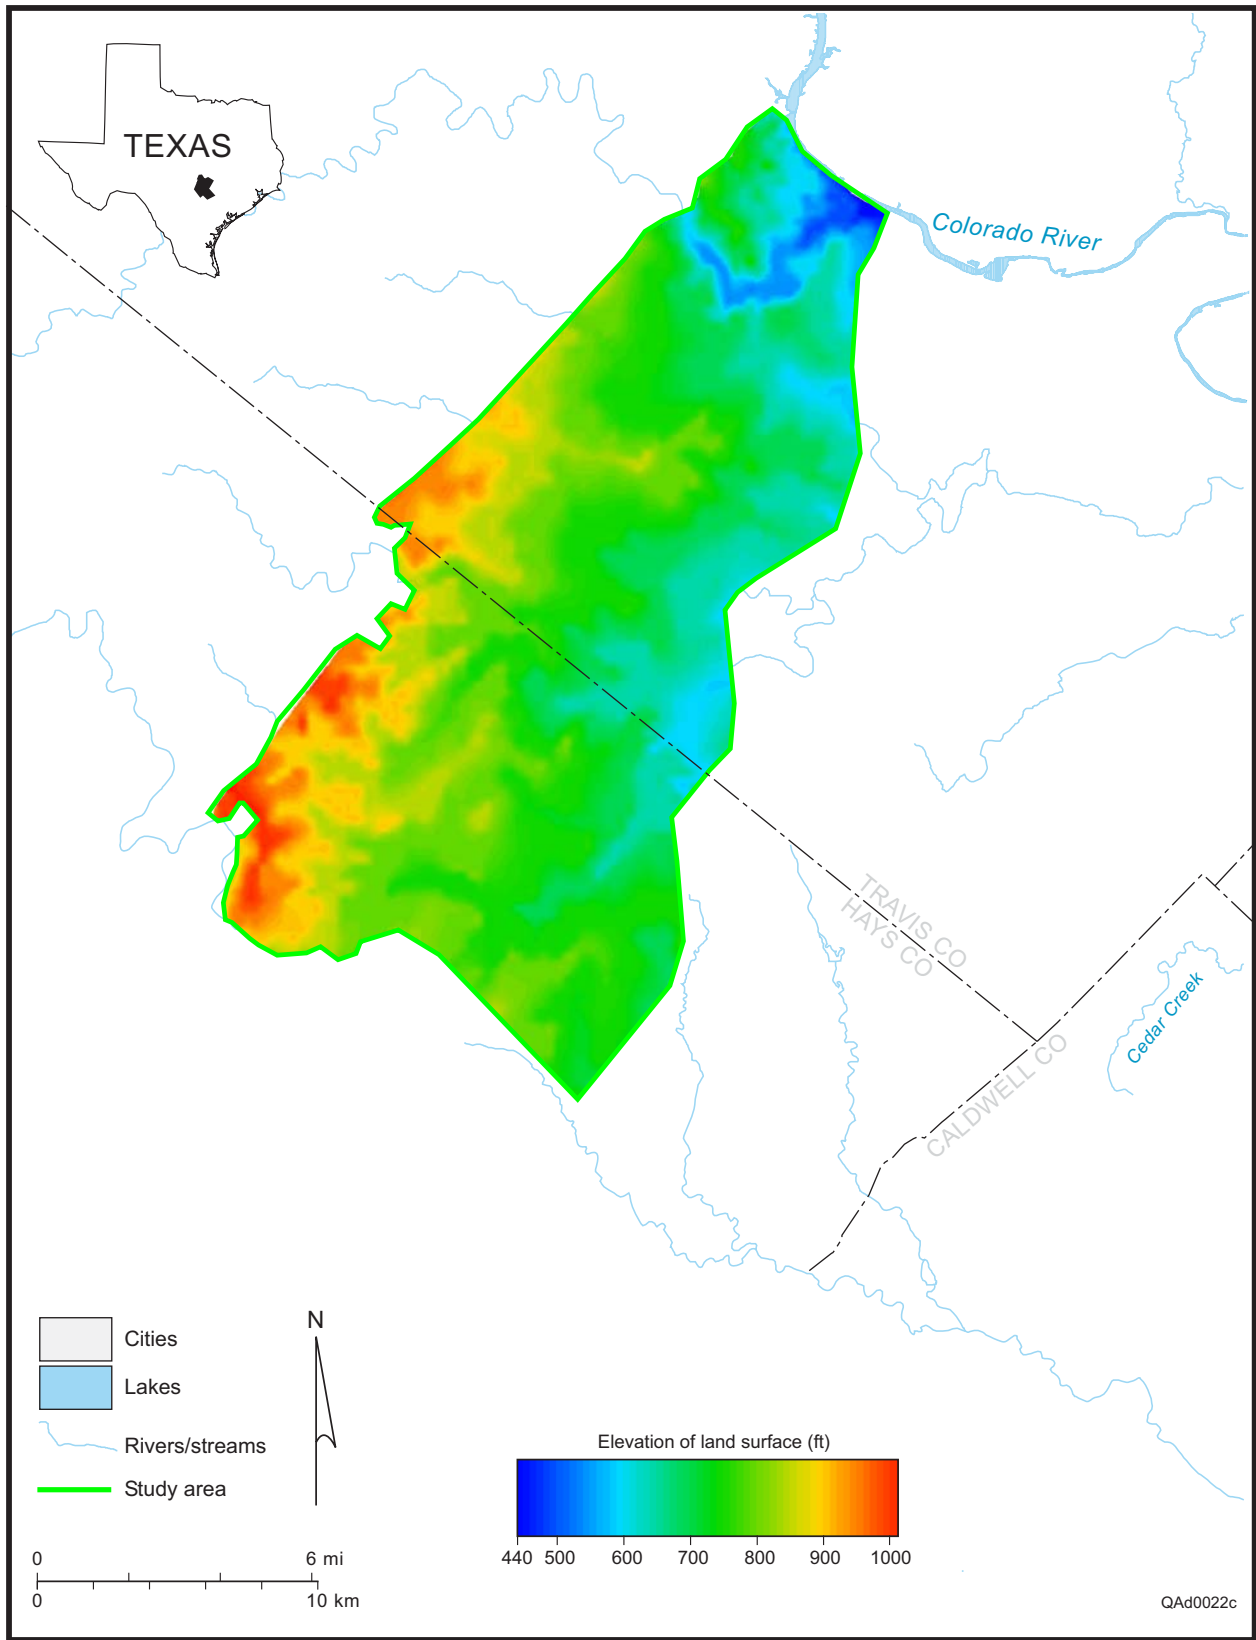 TEXAS
Colorado River
TRAVIS CO
HAYS CO
CALDWELL CO
Cedar Creek
Cities
Lakes
Rivers/streams
Study area
N
0 6 mi
0 10 km
Elevation of land surface (ft)
440 500 600 700 800 900 1000
QAd0022c